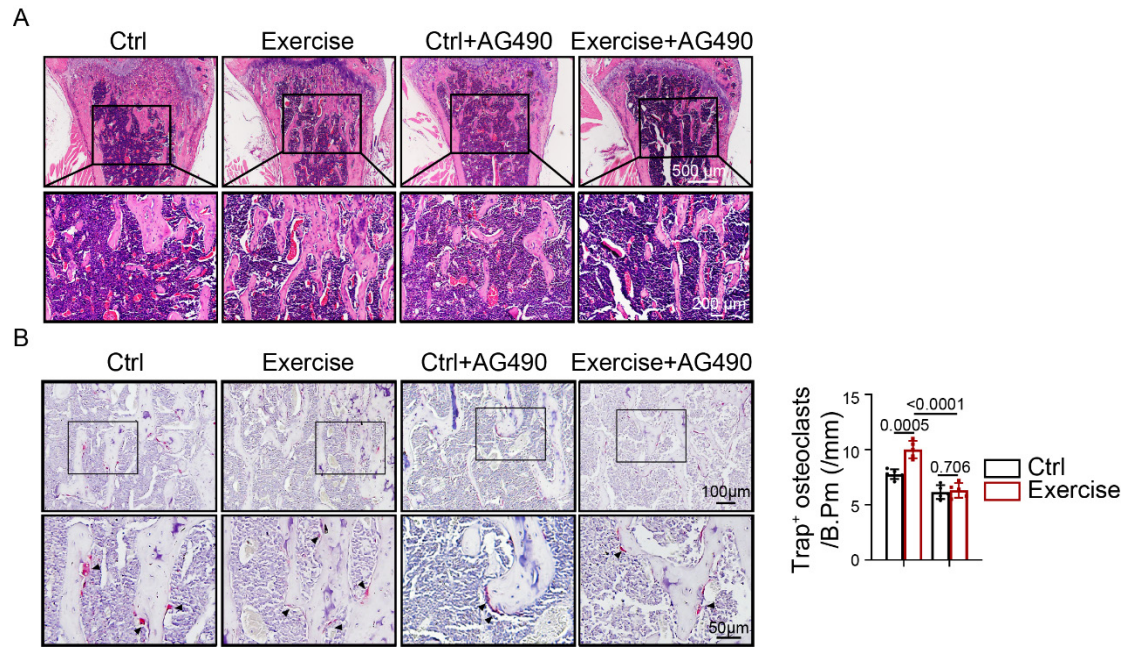 A
Ctrl Exercise Ctrl+AG490 Exercise+AG490
500 µm
200 µm
B
Ctrl Exercise Ctrl+AG490 Exercise+AG490
100µm
50µm
Trap⁺ osteoclasts
/B.Pm (/mm)
15
10
5
0
<0.0001
0.0005
0.706
Ctrl
Exercise